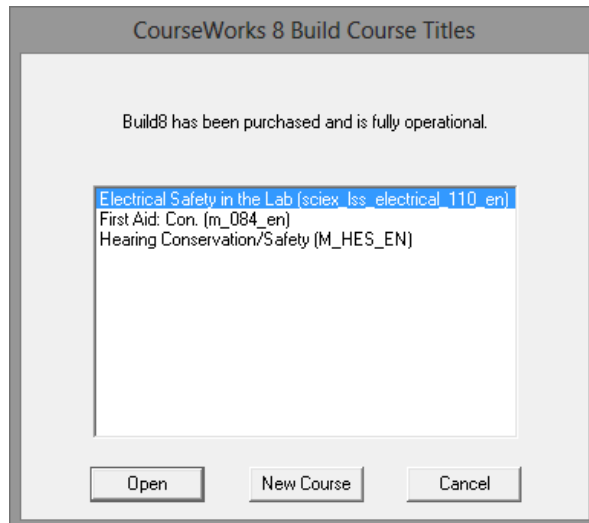 CourseWorks 8 Build Course Titles
Build8 has been purchased and is fully operational.
Electrical Safety in the Lab (sciex_lss_electrical_110_en)
First Aid: Con. (m_084_en)
Hearing Conservation/Safety (M_HES_EN)
Open New Course Cancel